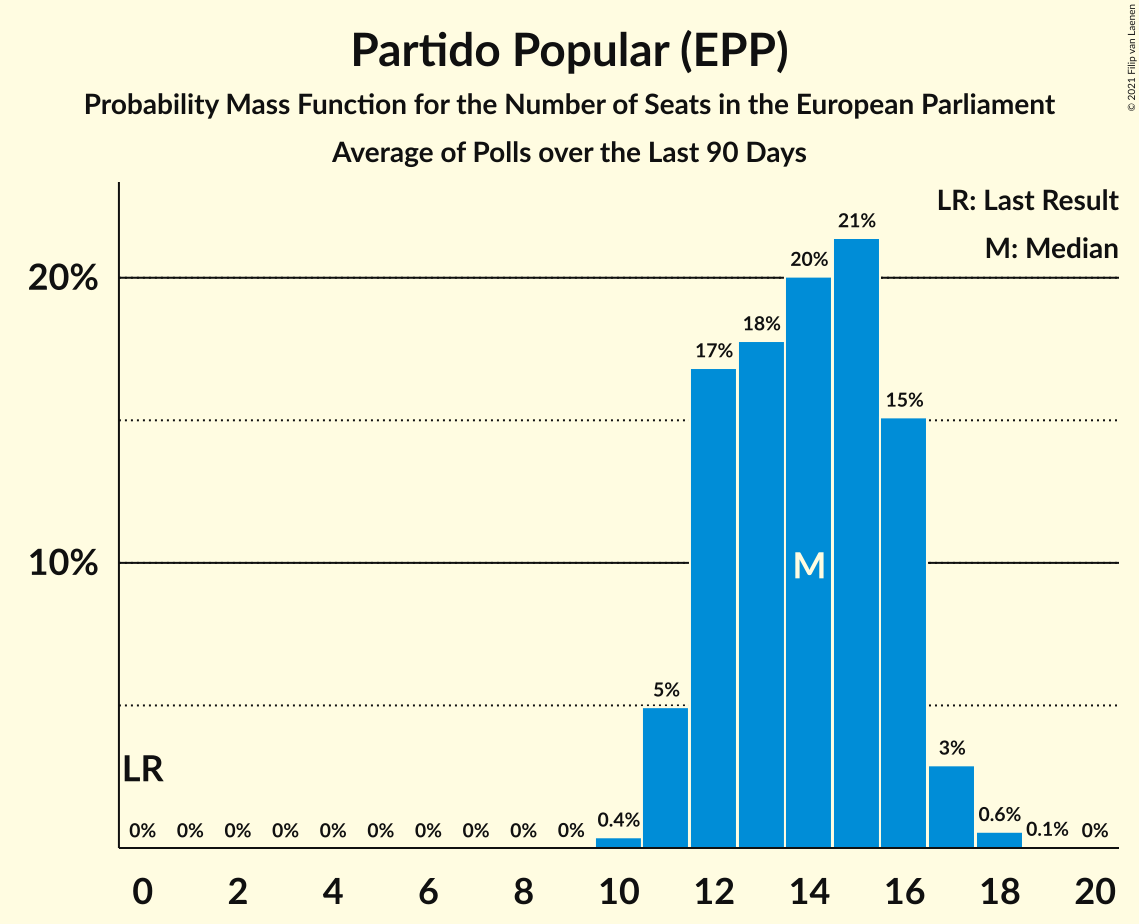 Partido Popular (EPP)
Probability Mass Function for the Number of Seats in the European Parliament
Average of Polls over the Last 90 Days
© 2021 Filip van Laenen
LR: Last Result
M: Median
20%
10%
LR
M
0% 0% 0% 0% 0% 0% 0% 0% 0% 0% 0.4% 5% 17% 18% 20% 21% 15% 3% 0.6% 0.1% 0%
0 2 4 6 8 10 12 14 16 18 20